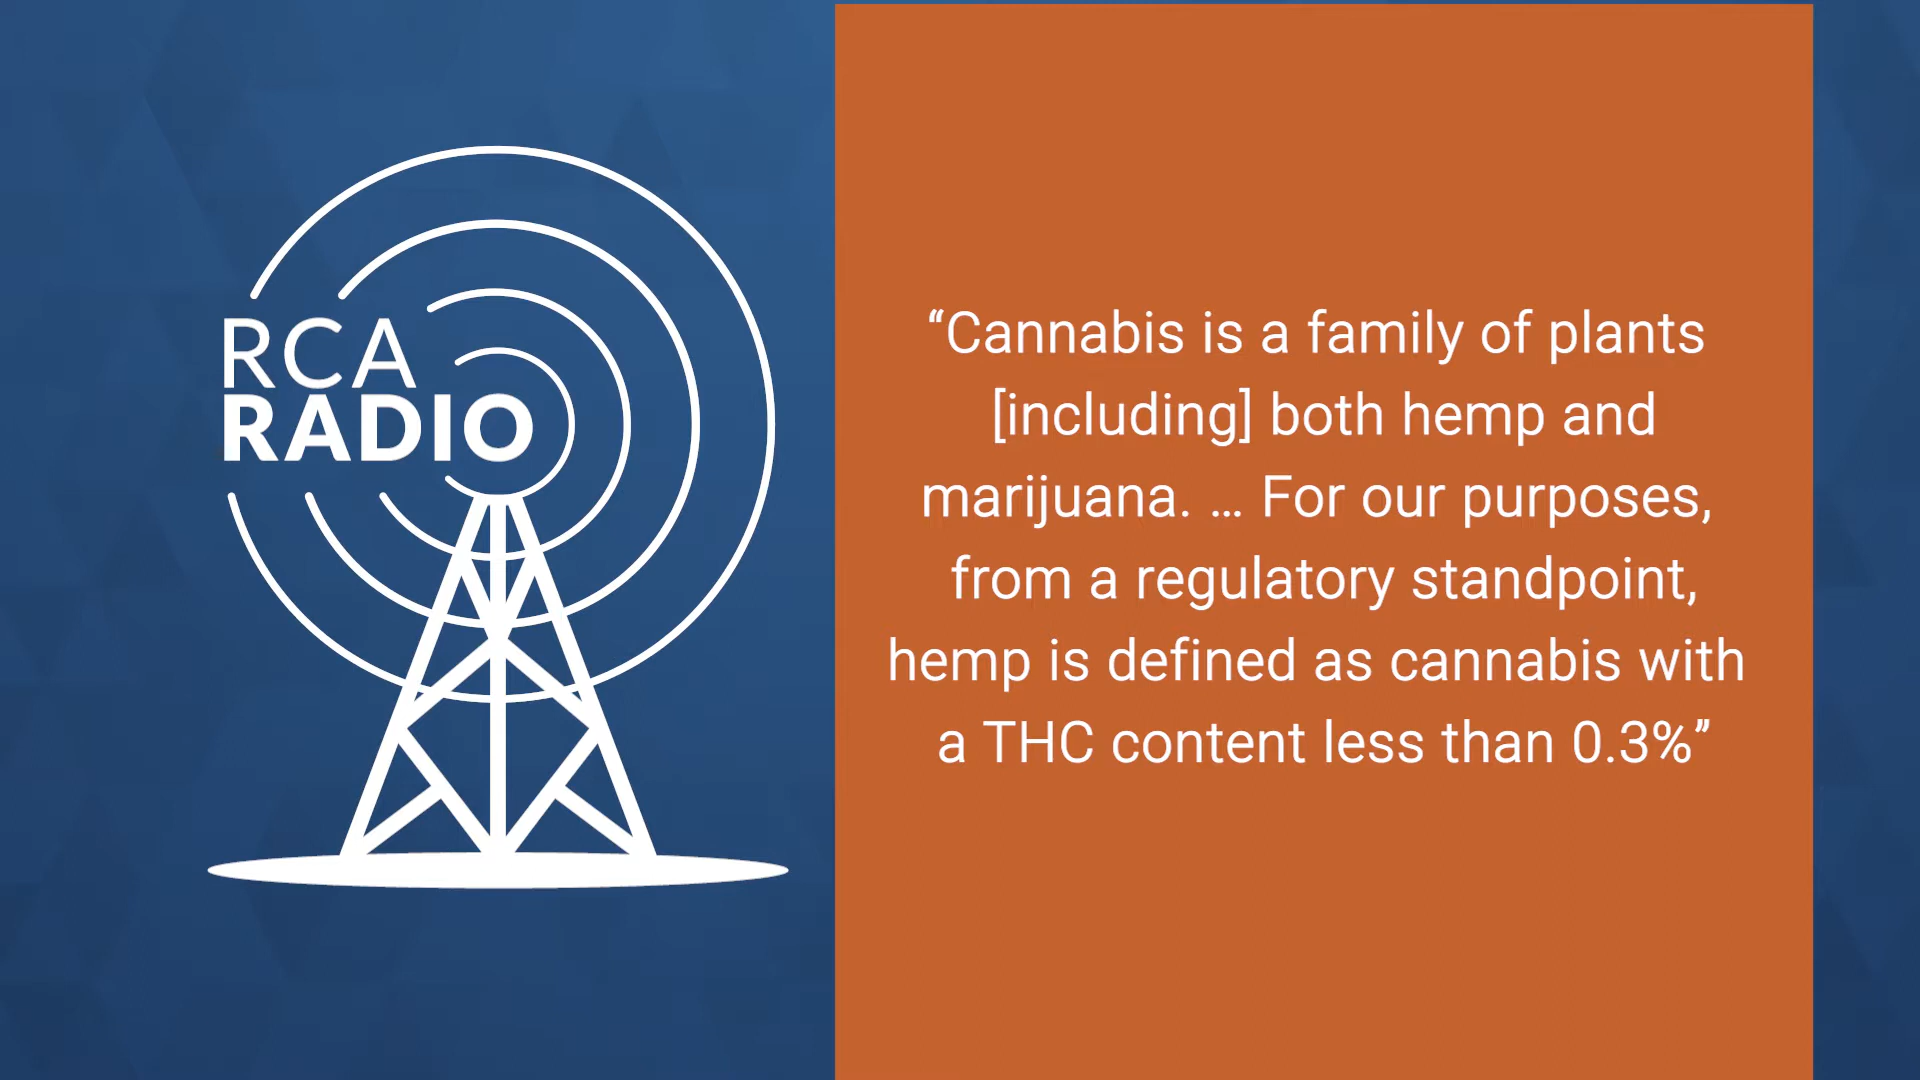 RCA
RADIO
“Cannabis is a family of plants
[including] both hemp and
marijuana. … For our purposes,
from a regulatory standpoint,
hemp is defined as cannabis with
a THC content less than 0.3%”